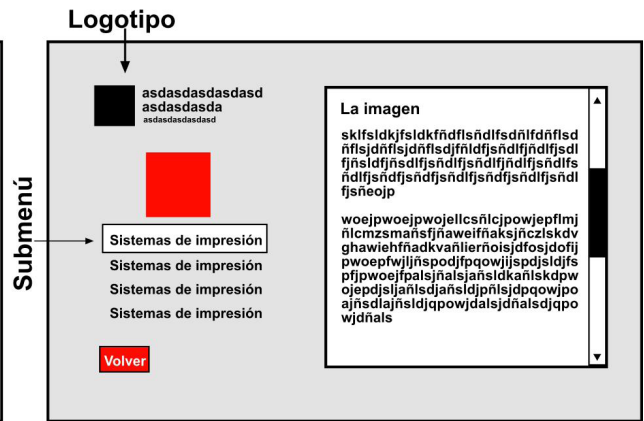 Logotipo
asdasdasdasdasd
asdasdasda
asdasdasdasdasd
Submenú
Sistemas de impresión
Sistemas de impresión
Sistemas de impresión
Sistemas de impresión
Volver
La imagen
sklfsldkjfsldkfñdflsñdlfsdñlfdñflsd
ñflsjdñflsjdñflsdjfñldfjsñdlfjñdlfjsdl
fjñsldfjñsdlfjsñdlfjsñdlfjñdlfjsñdlfs
ñdlfjsñdfjsñdfjsñdlfjsñdfjsñdlfjsñdl
fjsñeojp
woejpwoejpwojellcsñlcjpowjepflmj
ñlcmzsmañsfjñaweifñaksjñczlskdv
ghawiehfñadkvañlierñoisjdfosjdofij
pwoepfwjljñspodjfpqowjijspdjsldjfs
pfjpwoejfpalsjñalsjañsldkañlskdpw
ojepdjsljañlsdjañsldjpñlsjdpqowjpo
ajñsdlajñsldjqpowjdalsjdñalsdjqpo
wjdñals